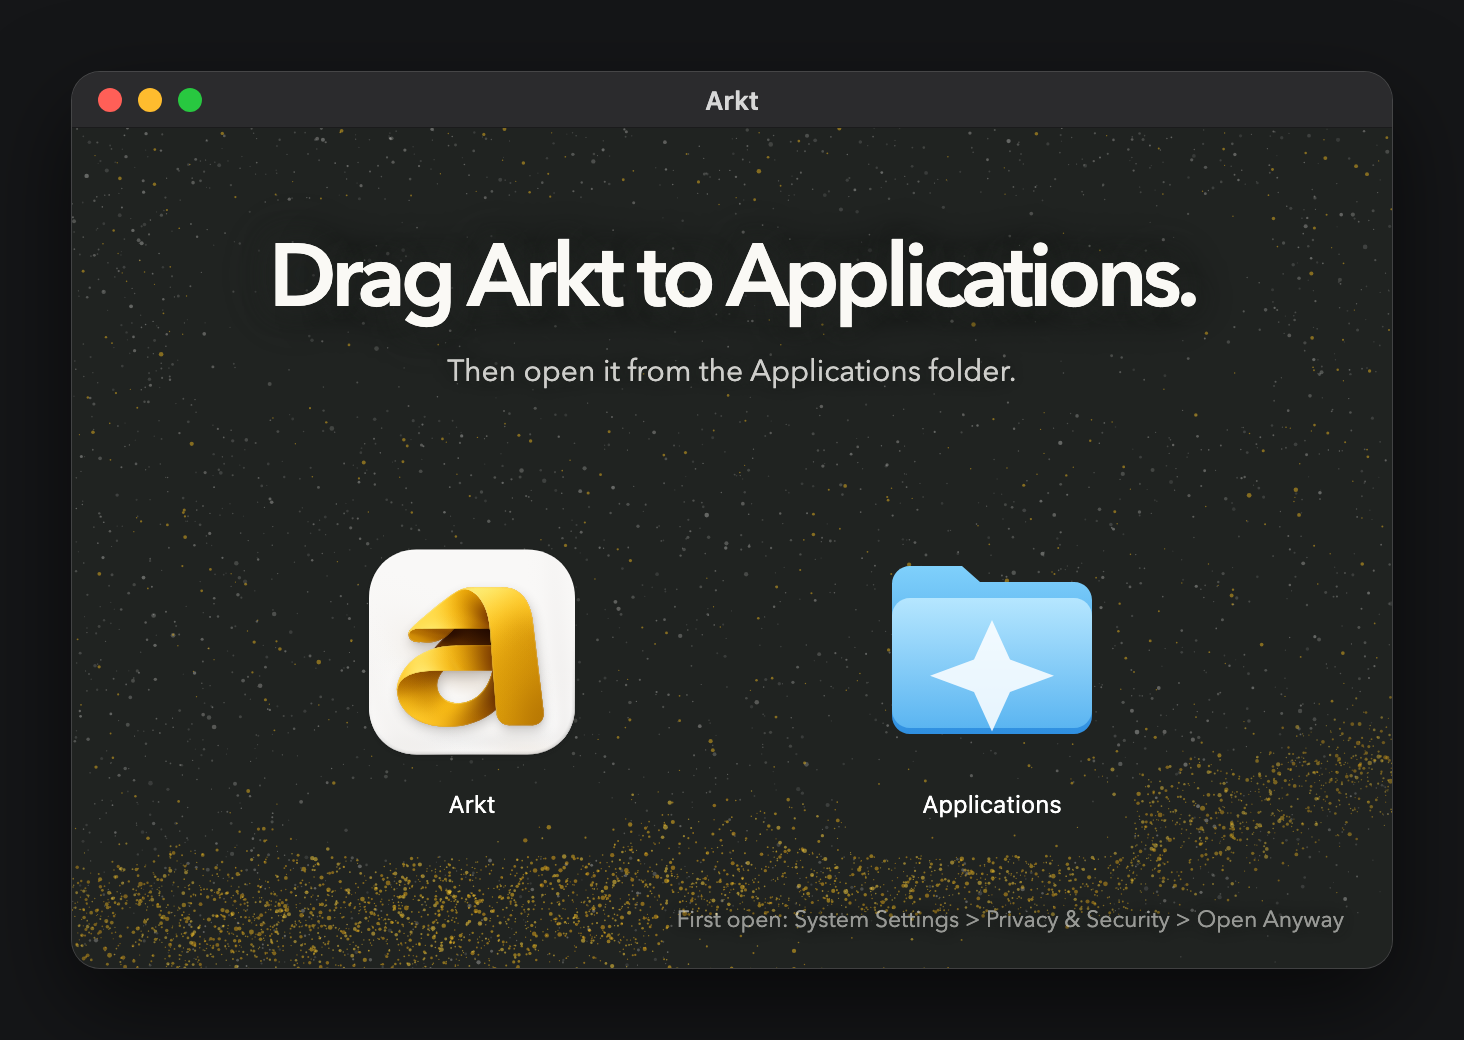 Arkt
Drag Arkt to Applications.
Then open it from the Applications folder.
Arkt
Applications
First open: System Settings > Privacy & Security > Open Anyway